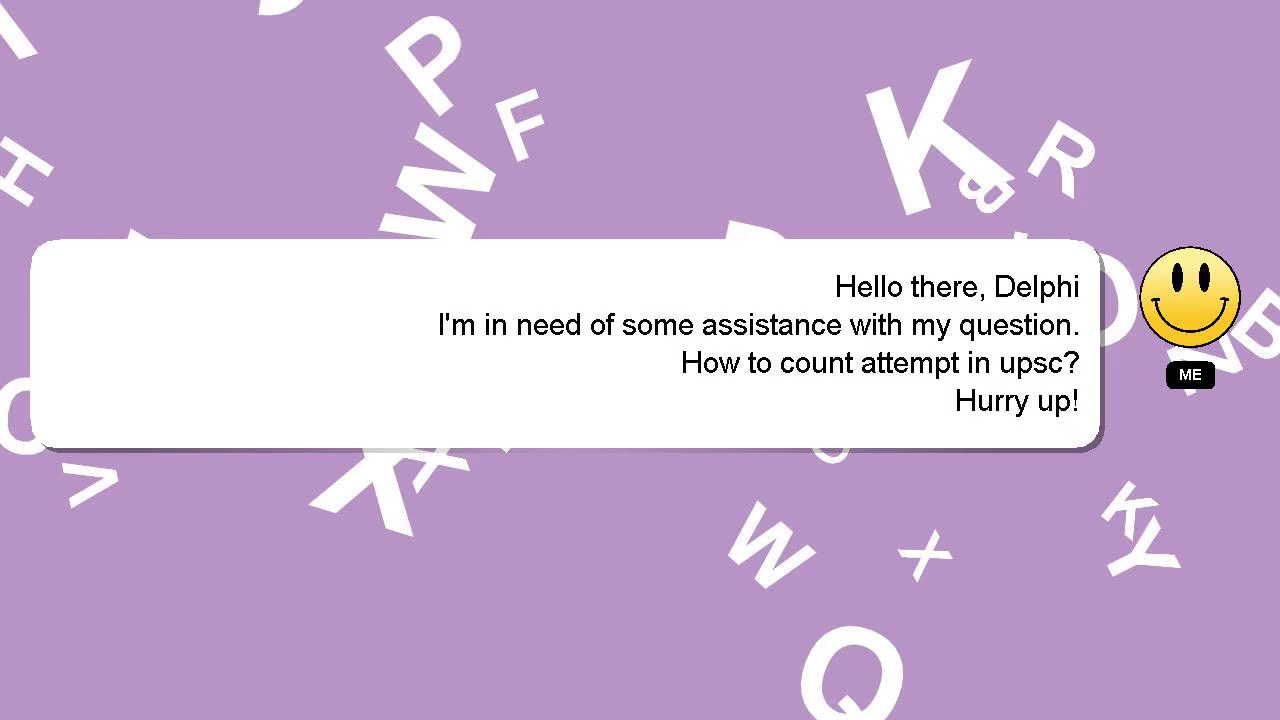 Hello there, Delphi
I'm in need of some assistance with my question.
How to count attempt in upsc?
Hurry up!
ME